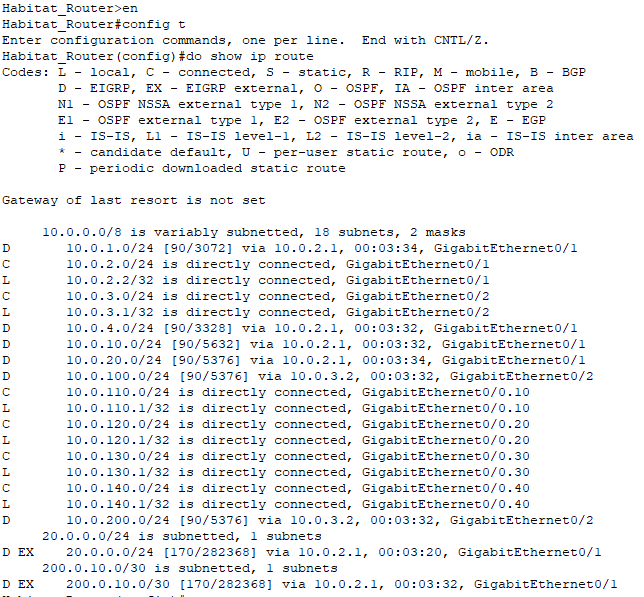 Habitat_Router>en
Habitat_Router#config t
Enter configuration commands, one per line.  End with CNTL/Z.
Habitat_Router(config)#do show ip route
Codes: L - local, C - connected, S - static, R - RIP, M - mobile, B - BGP
       D - EIGRP, EX - EIGRP external, O - OSPF, IA - OSPF inter area
       N1 - OSPF NSSA external type 1, N2 - OSPF NSSA external type 2
       E1 - OSPF external type 1, E2 - OSPF external type 2, E - EGP
       i - IS-IS, L1 - IS-IS level-1, L2 - IS-IS level-2, ia - IS-IS inter area
       * - candidate default, U - per-user static route, o - ODR
       P - periodic downloaded static route
Gateway of last resort is not set
     10.0.0.0/8 is variably subnetted, 18 subnets, 2 masks
D       10.0.1.0/24 [90/3072] via 10.0.2.1, 00:03:34, GigabitEthernet0/1
C       10.0.2.0/24 is directly connected, GigabitEthernet0/1
L       10.0.2.2/32 is directly connected, GigabitEthernet0/1
C       10.0.3.0/24 is directly connected, GigabitEthernet0/2
L       10.0.3.1/32 is directly connected, GigabitEthernet0/2
D       10.0.4.0/24 [90/3328] via 10.0.2.1, 00:03:32, GigabitEthernet0/1
D       10.0.10.0/24 [90/5632] via 10.0.2.1, 00:03:32, GigabitEthernet0/1
D       10.0.20.0/24 [90/5376] via 10.0.2.1, 00:03:34, GigabitEthernet0/1
D       10.0.100.0/24 [90/5376] via 10.0.3.2, 00:03:32, GigabitEthernet0/2
C       10.0.110.0/24 is directly connected, GigabitEthernet0/0.10
L       10.0.110.1/32 is directly connected, GigabitEthernet0/0.10
C       10.0.120.0/24 is directly connected, GigabitEthernet0/0.20
L       10.0.120.1/32 is directly connected, GigabitEthernet0/0.20
C       10.0.130.0/24 is directly connected, GigabitEthernet0/0.30
L       10.0.130.1/32 is directly connected, GigabitEthernet0/0.30
C       10.0.140.0/24 is directly connected, GigabitEthernet0/0.40
L       10.0.140.1/32 is directly connected, GigabitEthernet0/0.40
D       10.0.200.0/24 [90/5376] via 10.0.3.2, 00:03:32, GigabitEthernet0/2
     20.0.0.0/24 is subnetted, 1 subnets
D EX    20.0.0.0/24 [170/282368] via 10.0.2.1, 00:03:20, GigabitEthernet0/1
     200.0.10.0/30 is subnetted, 1 subnets
D EX    200.0.10.0/30 [170/282368] via 10.0.2.1, 00:03:32, GigabitEthernet0/1